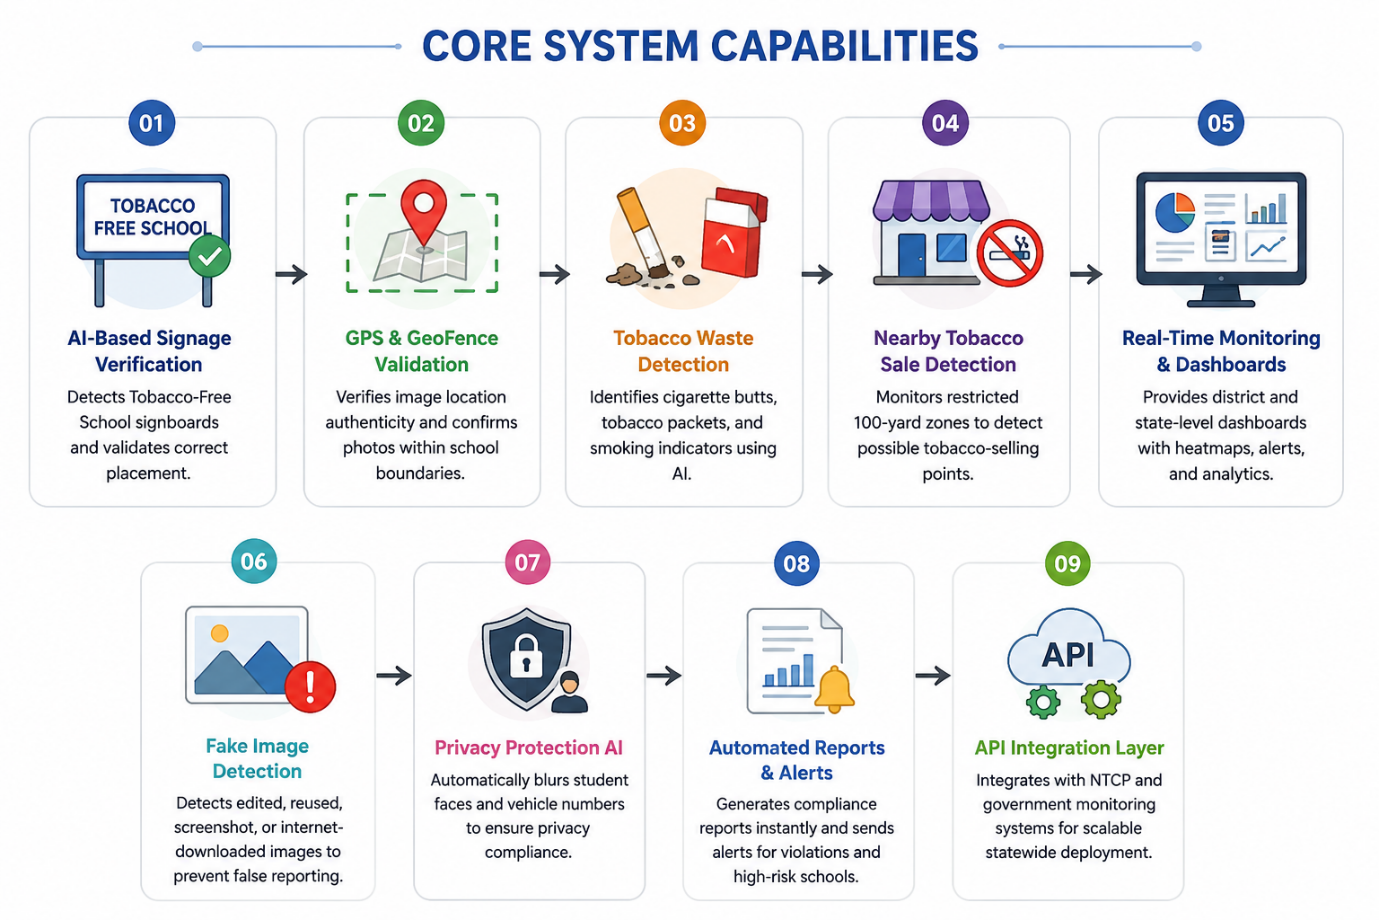 CORE SYSTEM CAPABILITIES
01
TOBACCO
FREE SCHOOL
AI-Based Signage
Verification
Detects Tobacco-Free
School signboards
and validates correct
placement.
02
GPS & GeoFence
Validation
Verifies image location
authenticity and confirms
photos within school
boundaries.
03
Tobacco Waste
Detection
Identifies cigarette butts,
tobacco packets, and
smoking indicators using
AI.
04
Nearby Tobacco
Sale Detection
Monitors restricted
100-yard zones to detect
possible tobacco-selling
points.
05
Real-Time Monitoring
& Dashboards
Provides district and
state-level dashboards
with heatmaps, alerts,
and analytics.
06
Fake Image
Detection
Detects edited, reused,
screenshot, or internet-
downloaded images to
prevent false reporting.
07
Privacy Protection AI
Automatically blurs student
faces and vehicle numbers
to ensure privacy
compliance.
08
Automated Reports
& Alerts
Generates compliance
reports instantly and sends
alerts for violations and
high-risk schools.
09
API
API Integration Layer
Integrates with NTCP and
government monitoring
systems for scalable
statewide deployment.